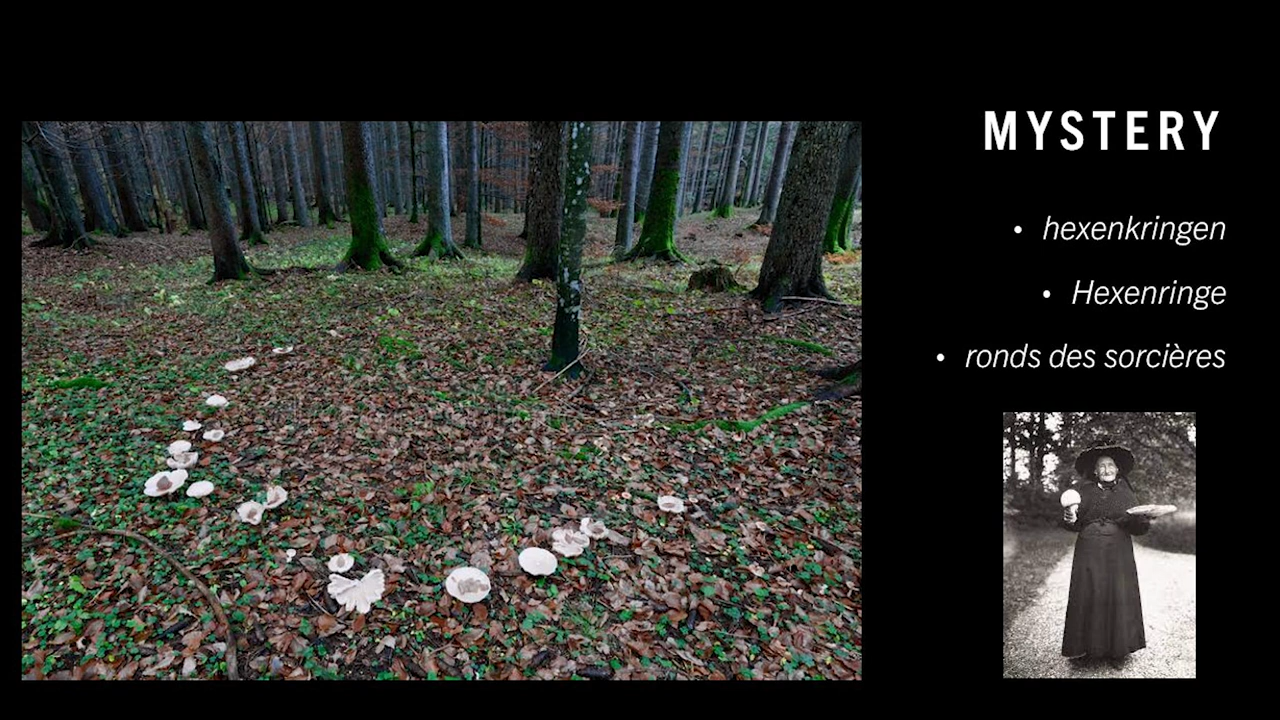 MYSTERY
• hexenkringen
• Hexenringe
• ronds des sorcières